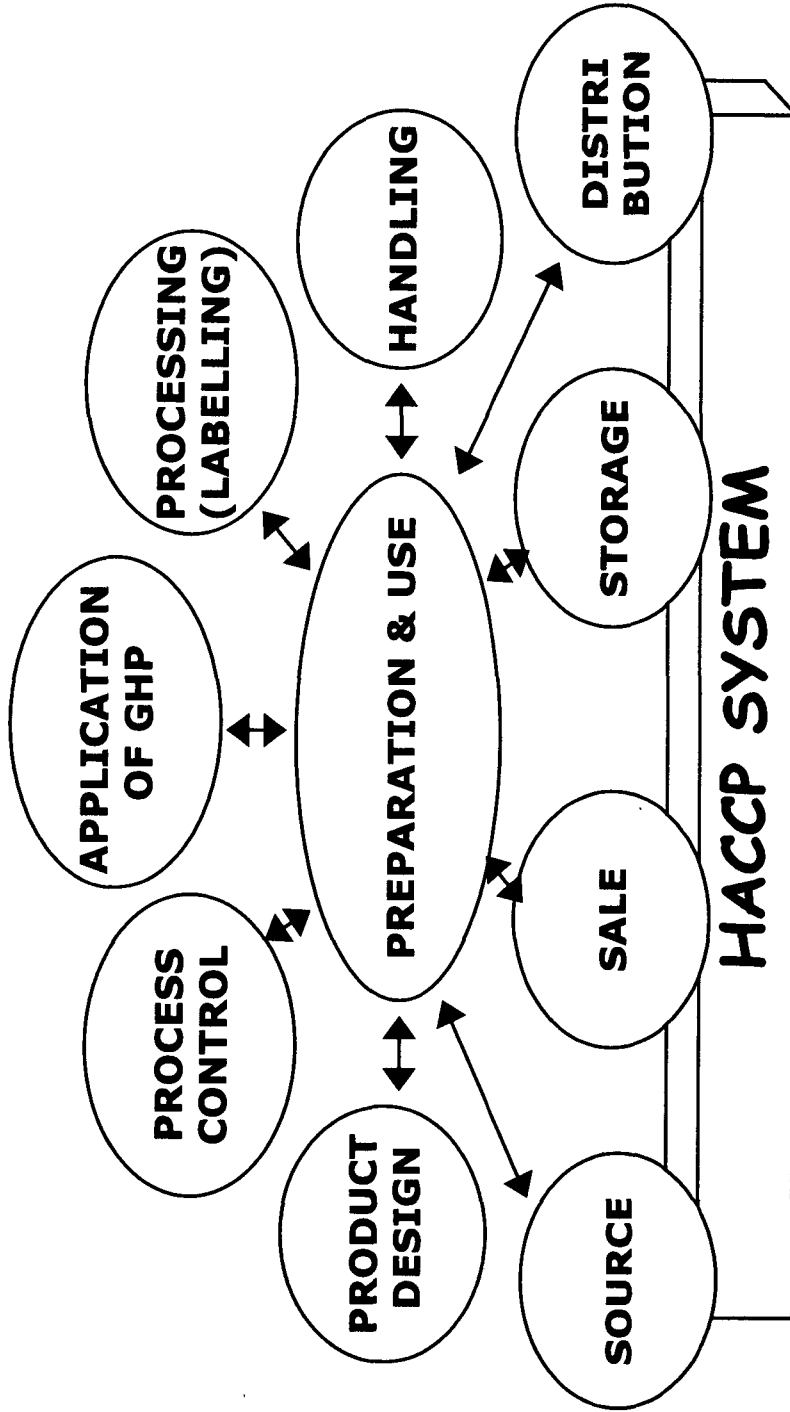 APPLICATION
OF GHP
PROCESS
CONTROL
PROCESSING
(LABELLING)
PRODUCT
DESIGN
PREPARATION & USE
HANDLING
SOURCE
SALE
STORAGE
DISTRI
BUTION
HACCP SYSTEM